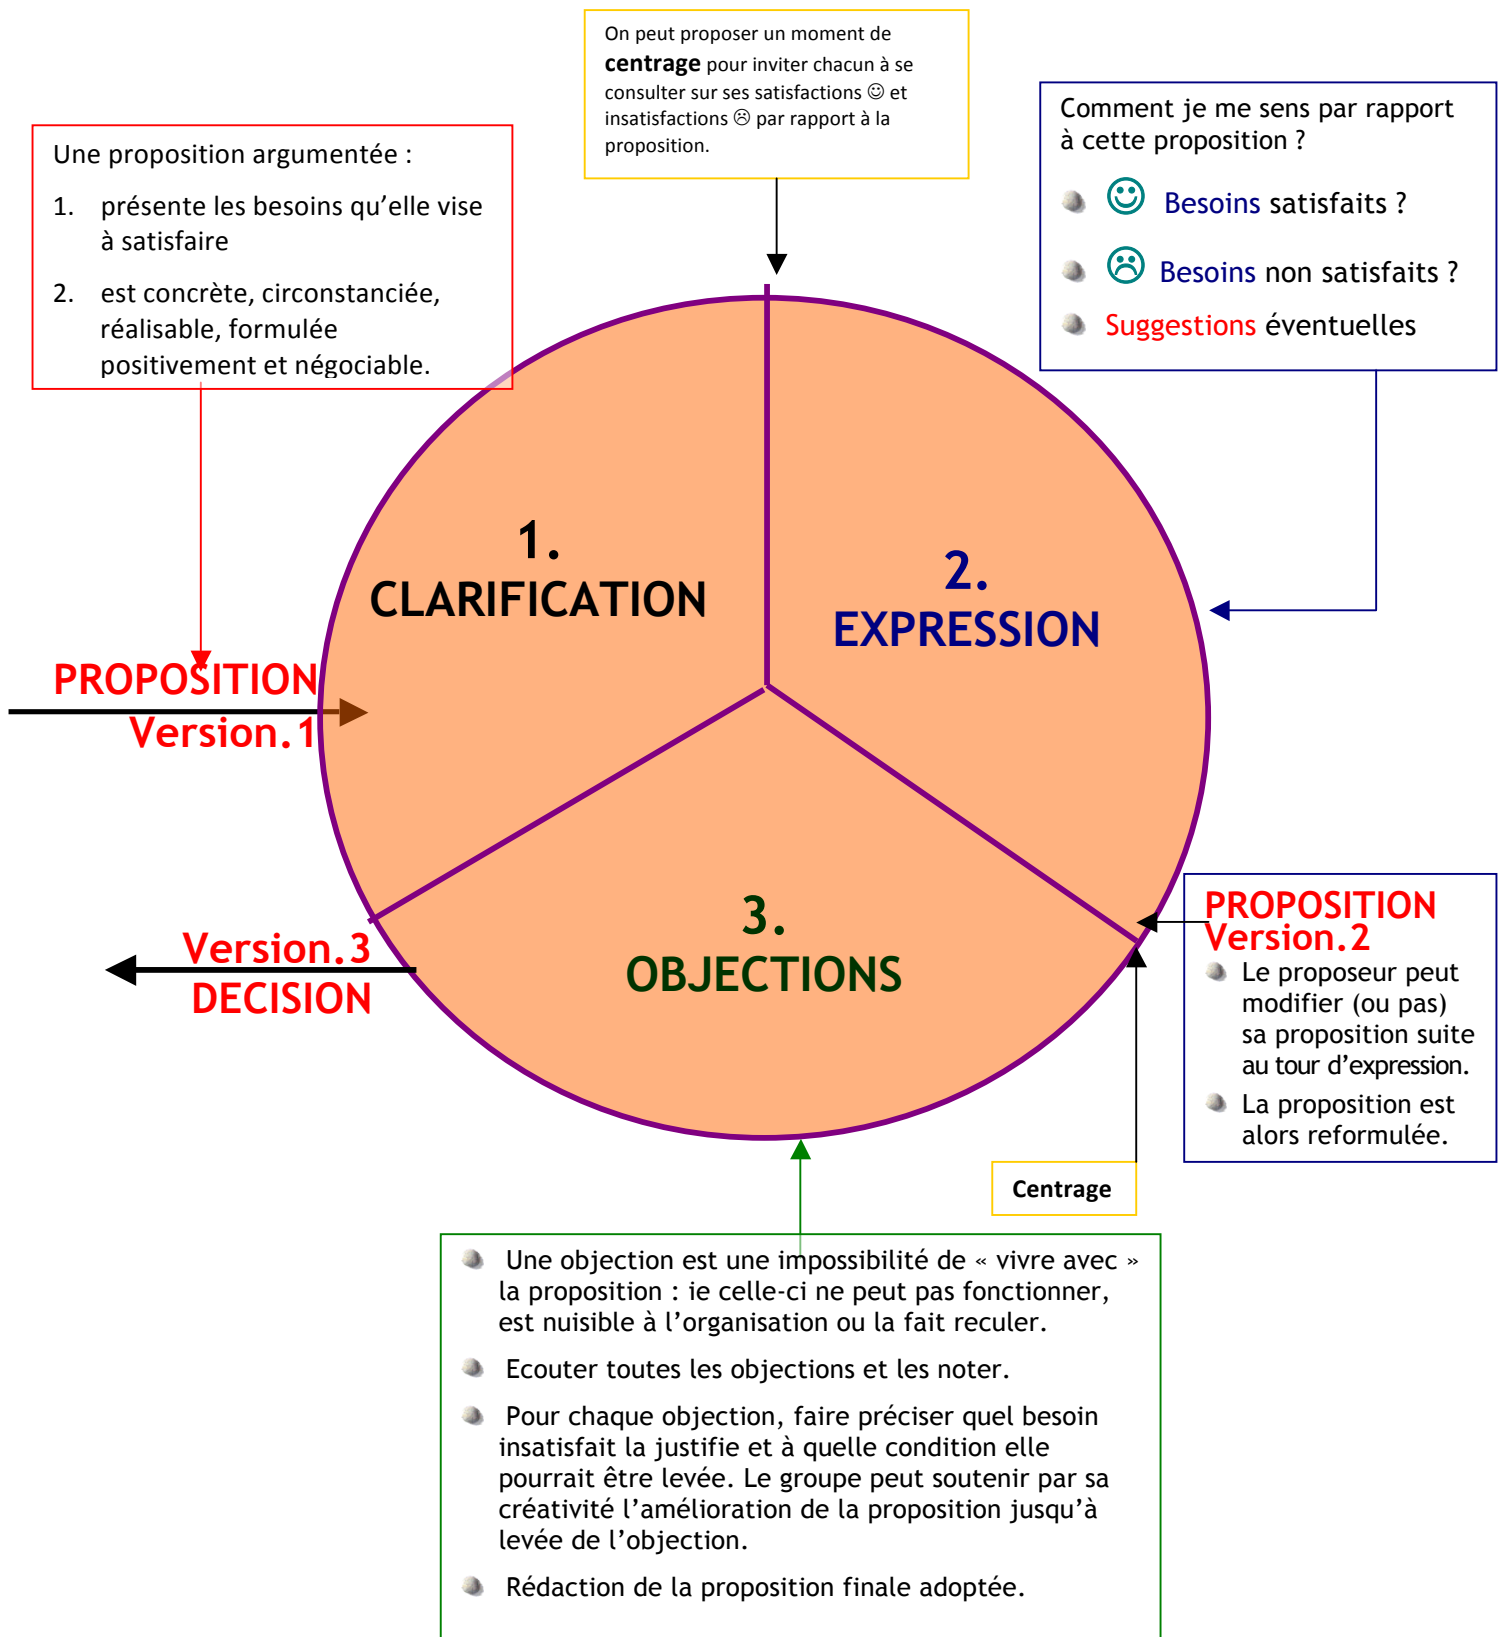 On peut proposer un moment de
centrage pour inviter chacun à se
consulter sur ses satisfactions ☺ et
insatisfactions ☹ par rapport à la
proposition.
Une proposition argumentée :
1. présente les besoins qu’elle vise
à satisfaire
2. est concrète, circonstanciée,
réalisable, formulée
positivement et négociable.
Comment je me sens par rapport
à cette proposition ?
☺ Besoins satisfaits ?
☹ Besoins non satisfaits ?
Suggestions éventuelles
1.
CLARIFICATION
2.
EXPRESSION
PROPOSITION
Version.1
3.
OBJECTIONS
Version.3
DECISION
PROPOSITION
Version.2
Le proposeur peut
modifier (ou pas)
sa proposition suite
au tour d’expression.
La proposition est
alors reformulée.
Centrage
Une objection est une impossibilité de « vivre avec »
la proposition : ie celle-ci ne peut pas fonctionner,
est nuisible à l’organisation ou la fait reculer.
Ecouter toutes les objections et les noter.
Pour chaque objection, faire préciser quel besoin
insatisfait la justifie et à quelle condition elle
pourrait être levée. Le groupe peut soutenir par sa
créativité l’amélioration de la proposition jusqu’à
levée de l’objection.
Rédaction de la proposition finale adoptée.